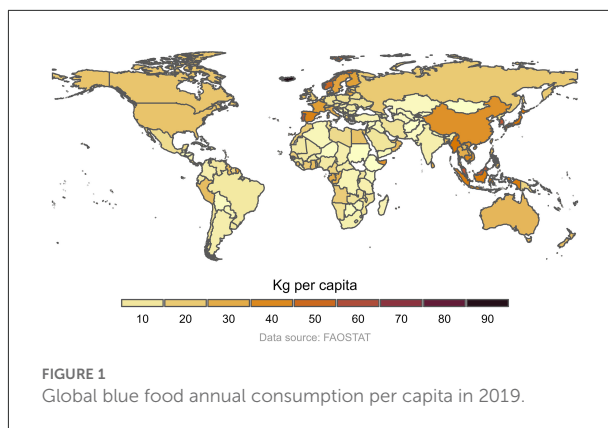 Kg per capita
10 20 30 40 50 60 70 80 90
Data source: FAOSTAT
FIGURE 1
Global blue food annual consumption per capita in 2019.